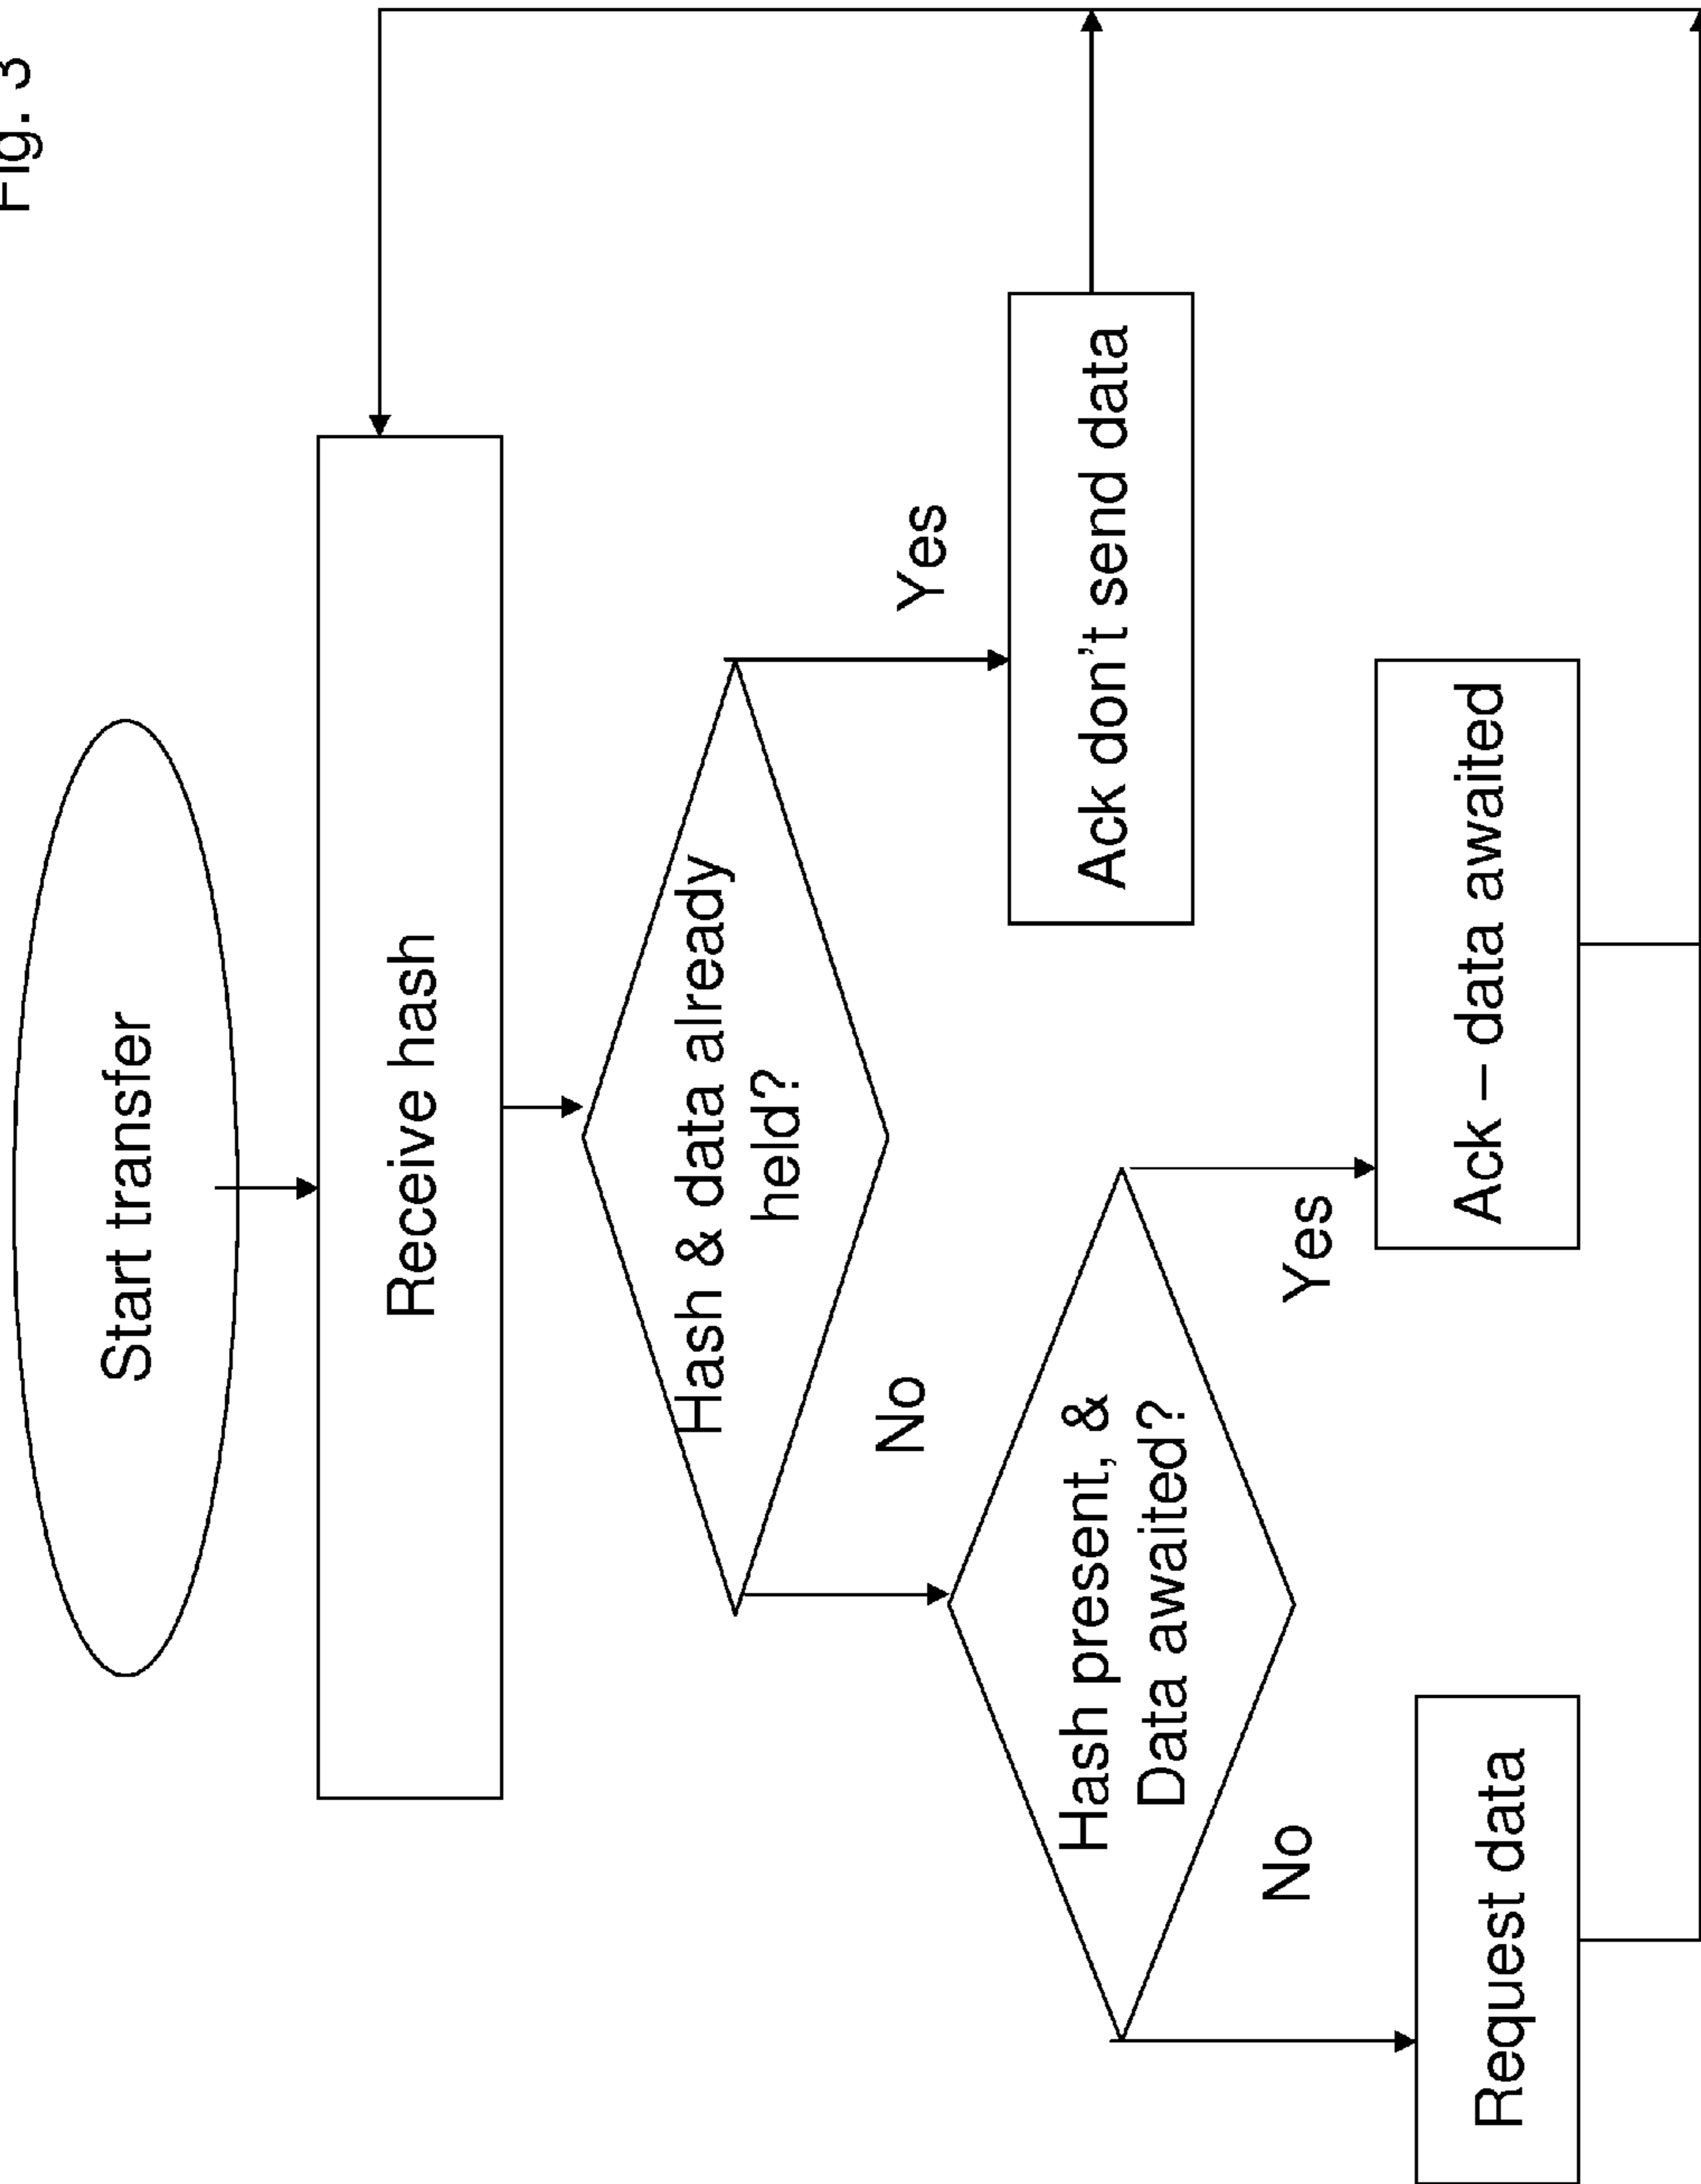 Fig. 3
Start transfer
Receive hash
Hash & data already
held?
No
Yes
Hash present, &
Data awaited?
Ack don't send data
No
Yes
Request data
Ack – data awaited